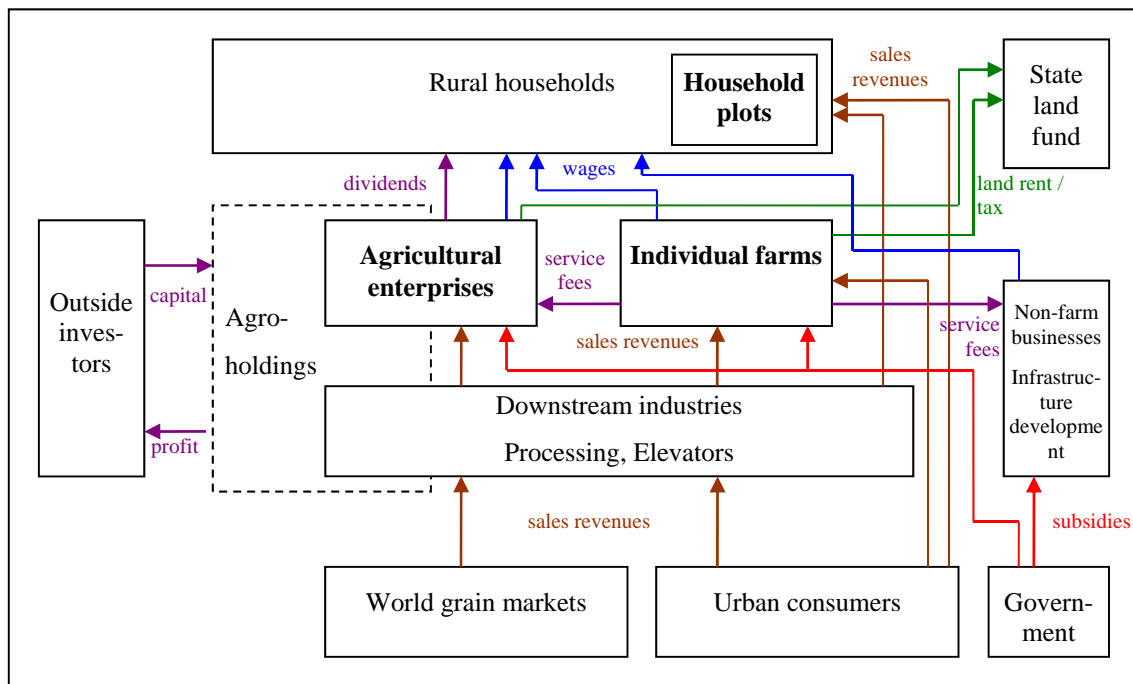 Rural households
Household
plots
sales
revenues
State
land
fund
dividends
wages
land rent /
tax
Outside
inves-
tors
capital
profit
Agro-
holdings
Agricultural
enterprises
service
fees
Individual farms
service
fees
Non-farm
businesses
Infrastruc-
ture
developme
nt
sales revenues
Downstream industries
Processing, Elevators
sales revenues
subsidies
World grain markets
Urban consumers
Govern-
ment